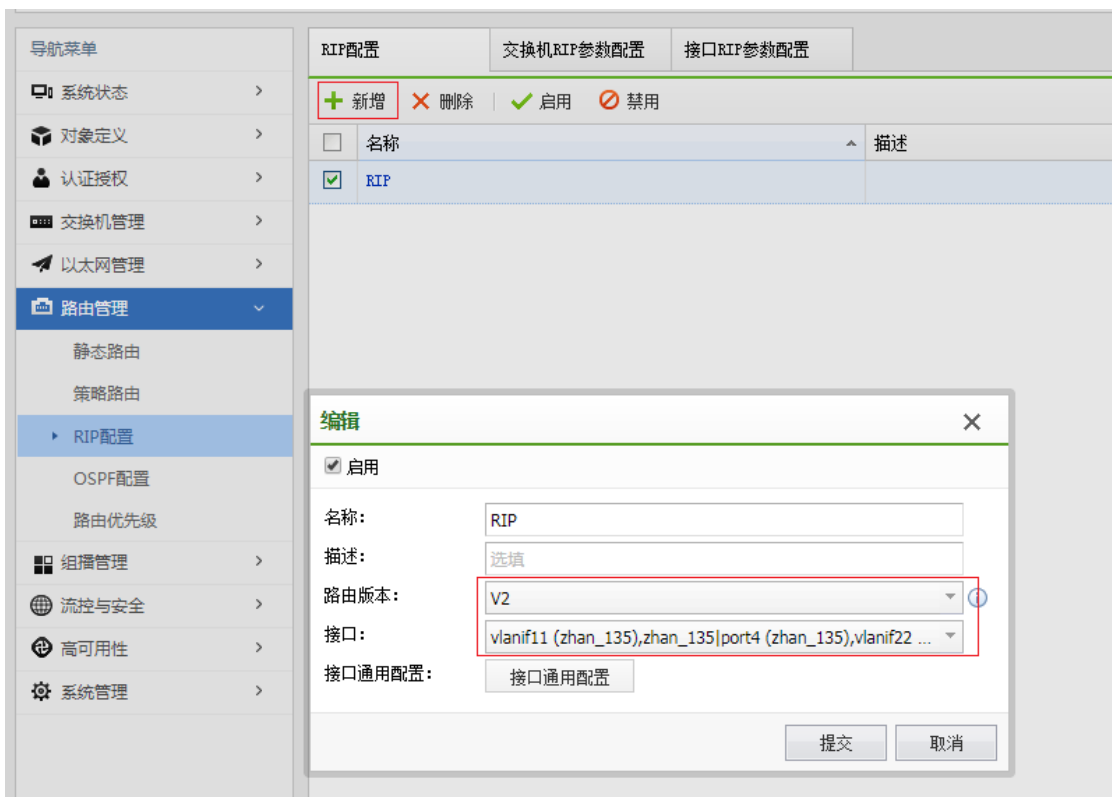 导航菜单
系统状态
对象定义
认证授权
交换机管理
以太网管理
路由管理
静态路由
策略路由
RIP配置
OSPF配置
路由优先级
组播管理
流控与安全
高可用性
系统管理
RIP配置 交换机RIP参数配置 接口RIP参数配置
新增 删除 启用 禁用
名称 描述
RIP
编辑
启用
名称: RIP
描述: 选填
路由版本: V2
接口: vlanif11 (zhan_135),zhan_135|port4 (zhan_135),vlanif22 ...
接口通用配置: 接口通用配置
提交 取消